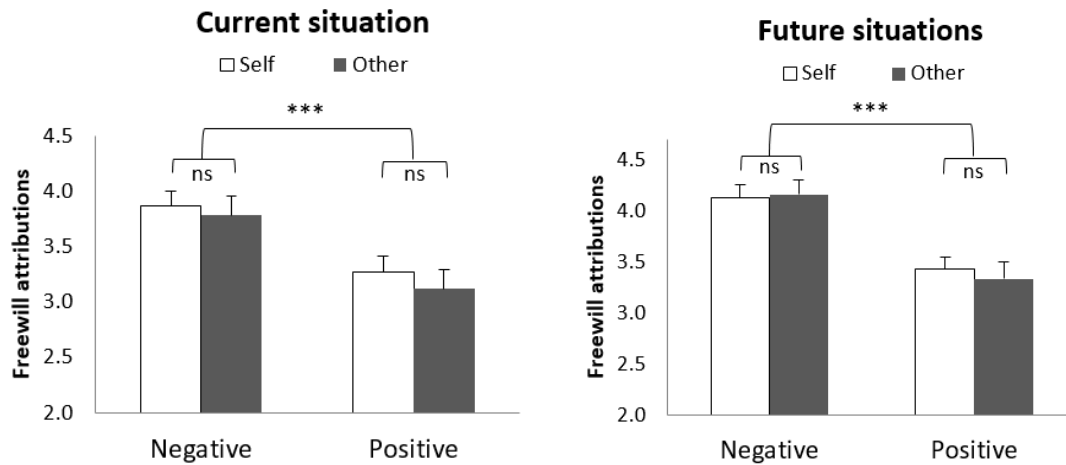 Current situation
Self Other
***
ns ns
4.5
4.0
3.5
3.0
2.5
2.0
Freewill attributions
Negative Positive
Future situations
Self Other
***
ns ns
4.5
4.0
3.5
3.0
2.5
2.0
Freewill attributions
Negative Positive